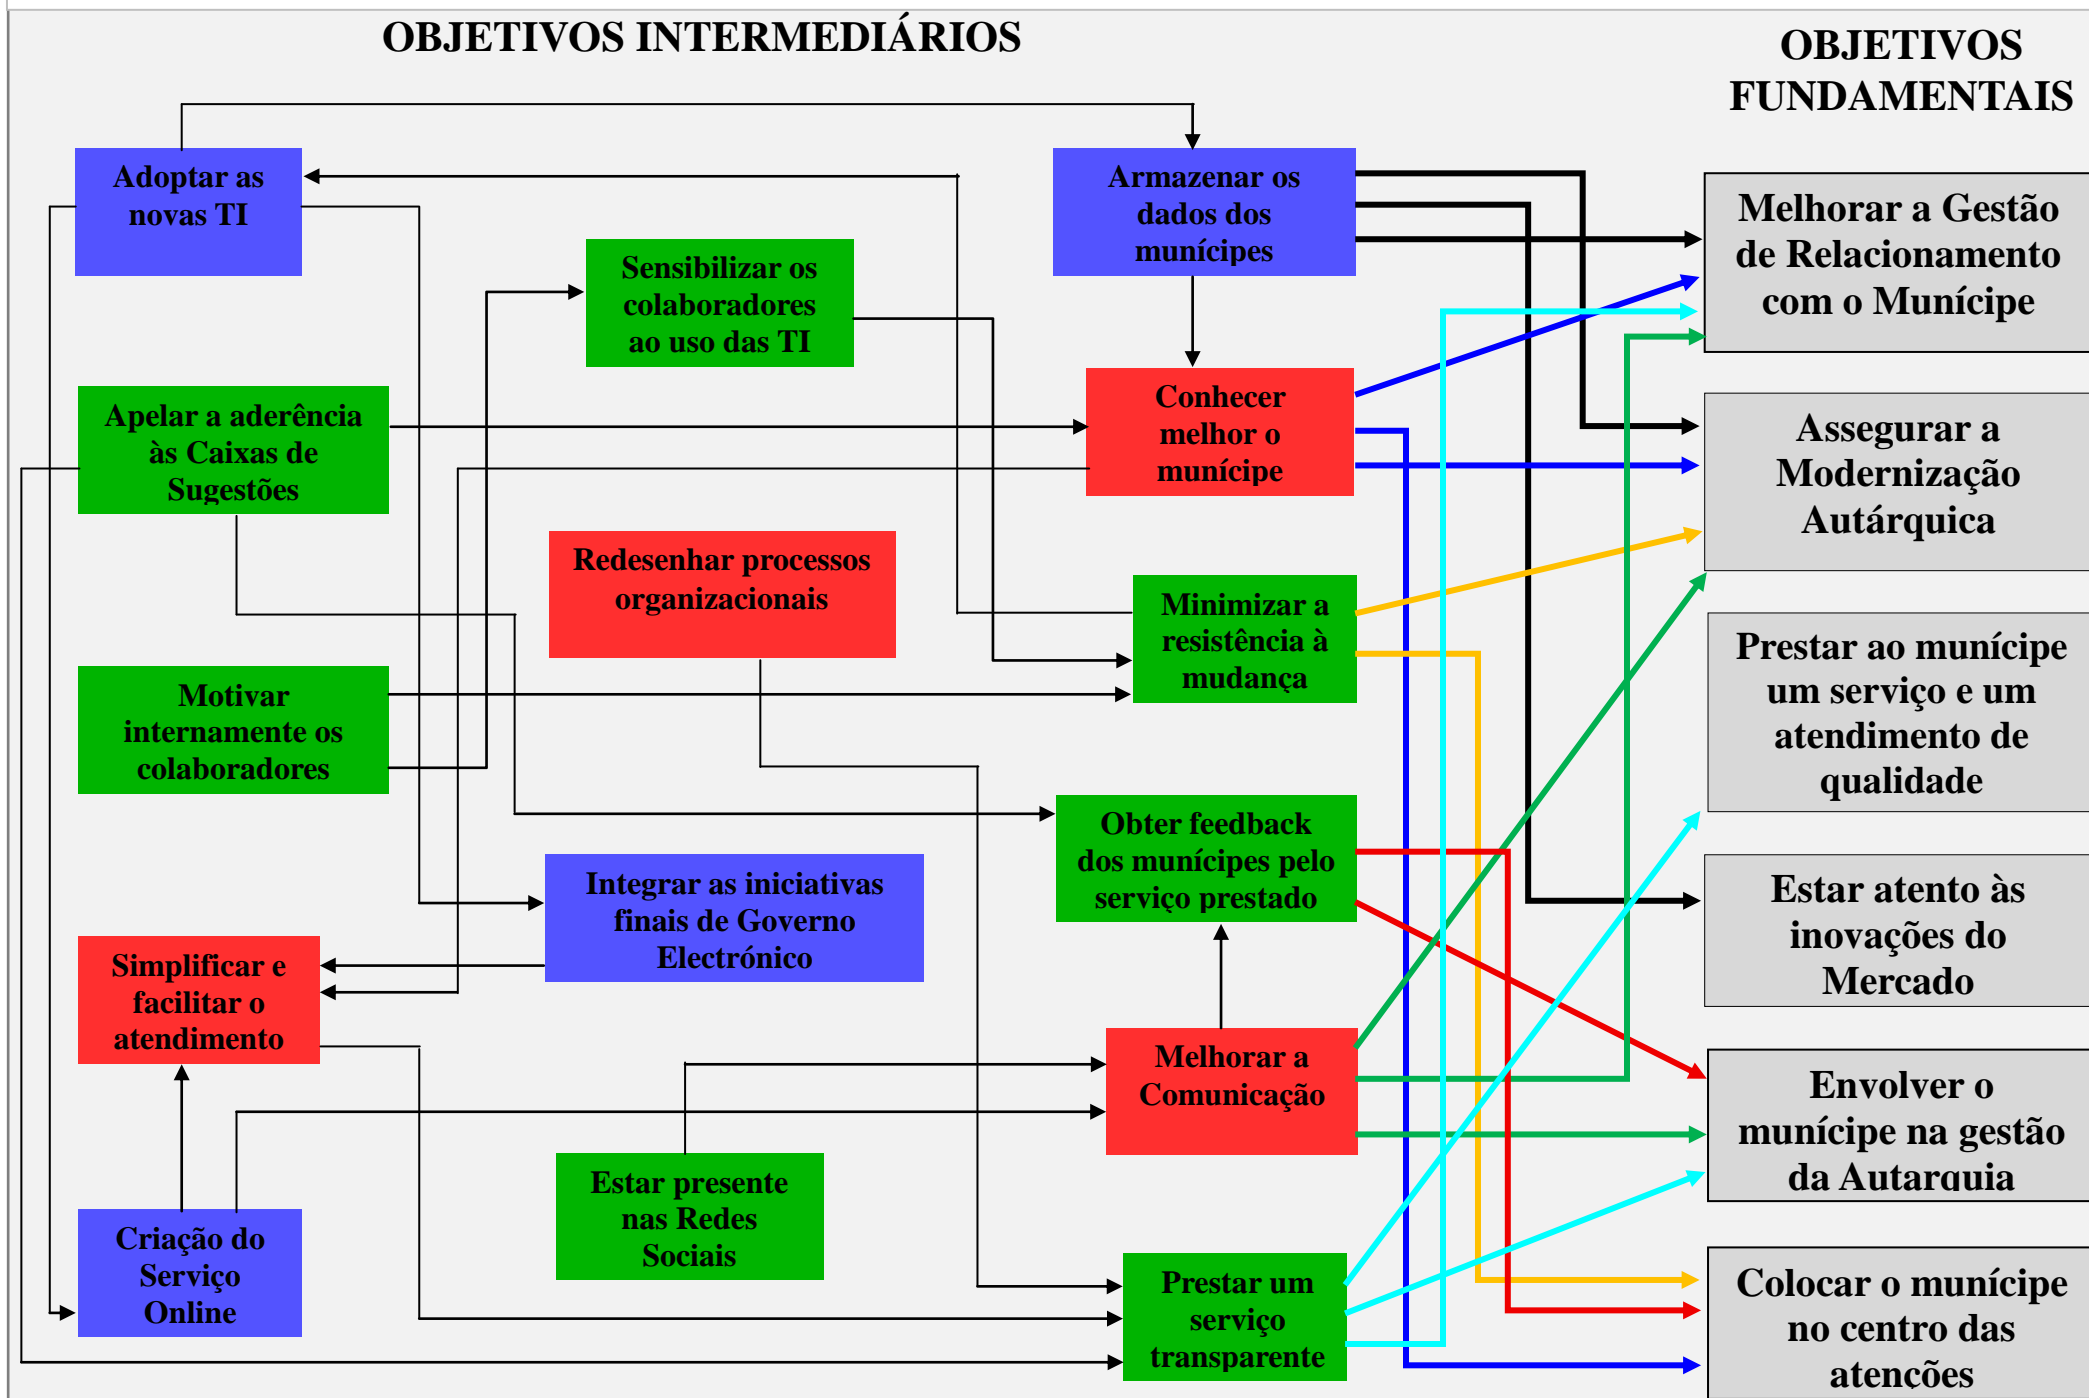 OBJETIVOS INTERMEDIÁRIOS
OBJETIVOS
FUNDAMENTAIS
Adoptar as
novas TI
Armazenar os
dados dos
munícipes
Melhorar a Gestão
de Relacionamento
com o Munícipe
Sensibilizar os
colaboradores
ao uso das TI
Apelar a aderência
às Caixas de
Sugestões
Conhecer
melhor o
munícipe
Assegurar a
Modernização
Autárquica
Redesenhar processos
organizacionais
Minimizar a
resistência à
mudança
Prestar ao munícipe
um serviço e um
atendimento de
qualidade
Motivar
internamente os
colaboradores
Obter feedback
dos munícipes pelo
serviço prestado
Integrar as iniciativas
finais de Governo
Electrónico
Estar atento às
inovações do
Mercado
Simplificar e
facilitar o
atendimento
Melhorar a
Comunicação
Envolver o
munícipe na gestão
da Autarquia
Estar presente
nas Redes
Sociais
Criação do
Serviço
Online
Prestar um
serviço
transparente
Colocar o munícipe
no centro das
atenções